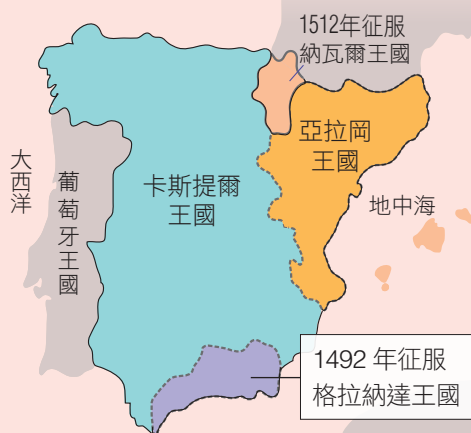 1512年征服
納瓦爾王國
亞拉岡
王國
卡斯提爾
王國
大西洋
葡萄牙王國
地中海
1492 年征服
格拉納達王國